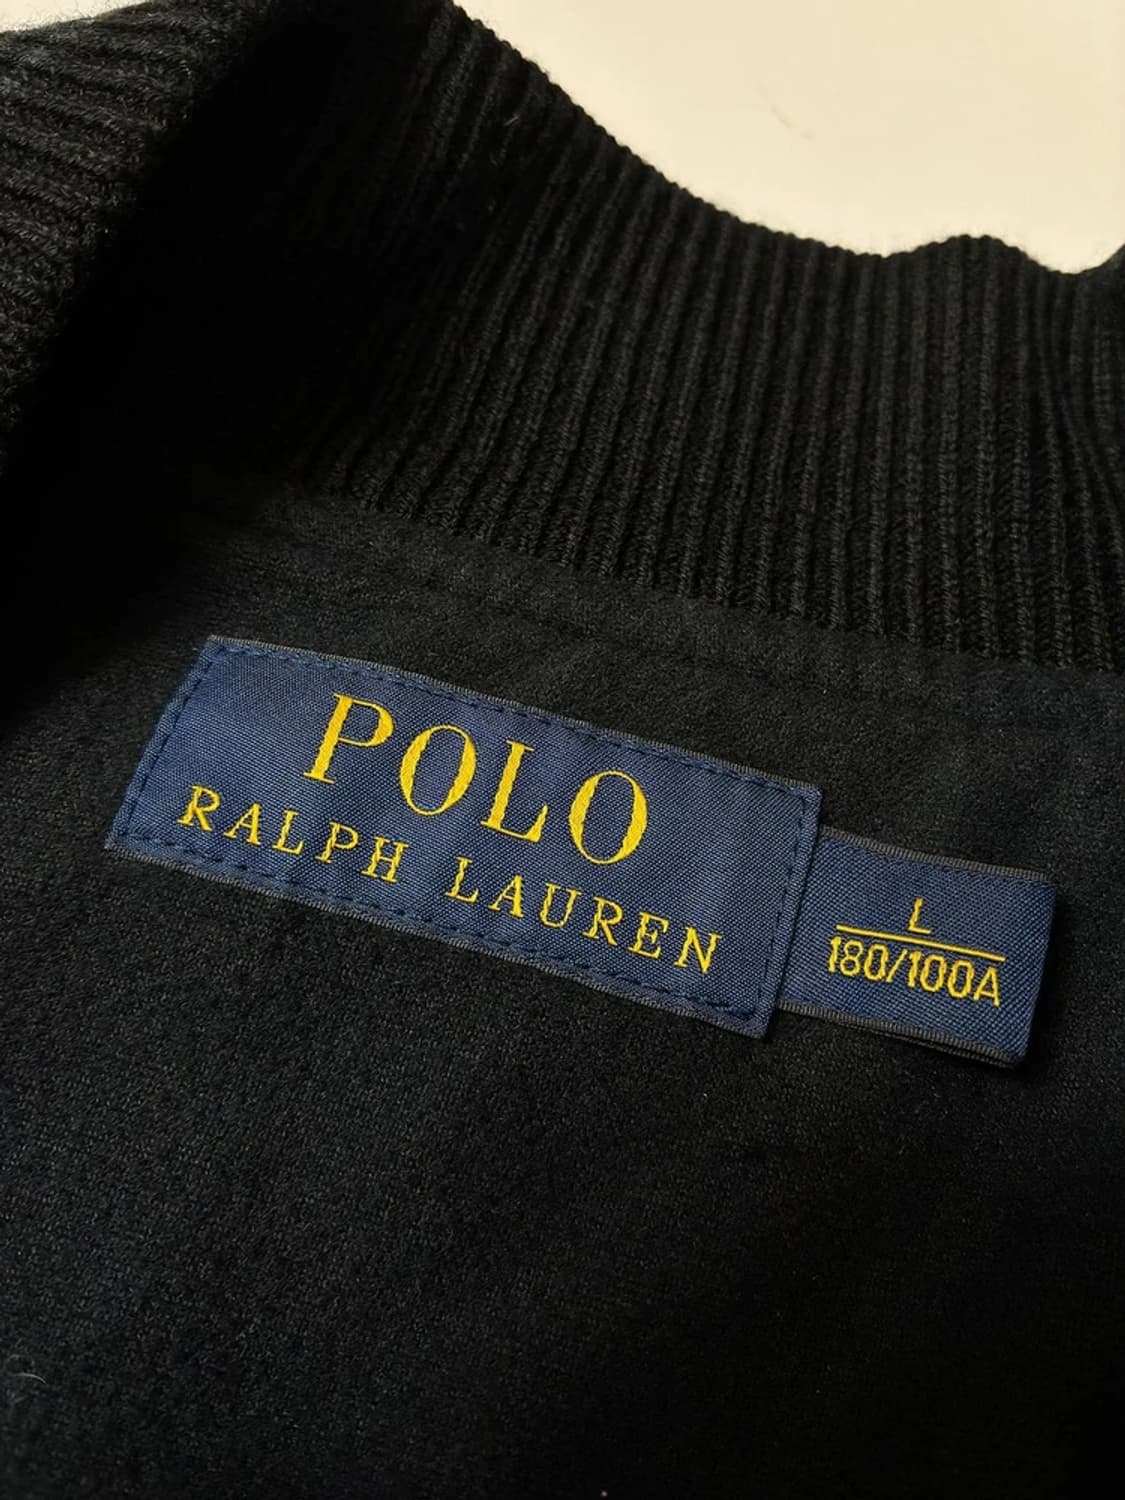 POLO
RALPH LAUREN
L
180/100A